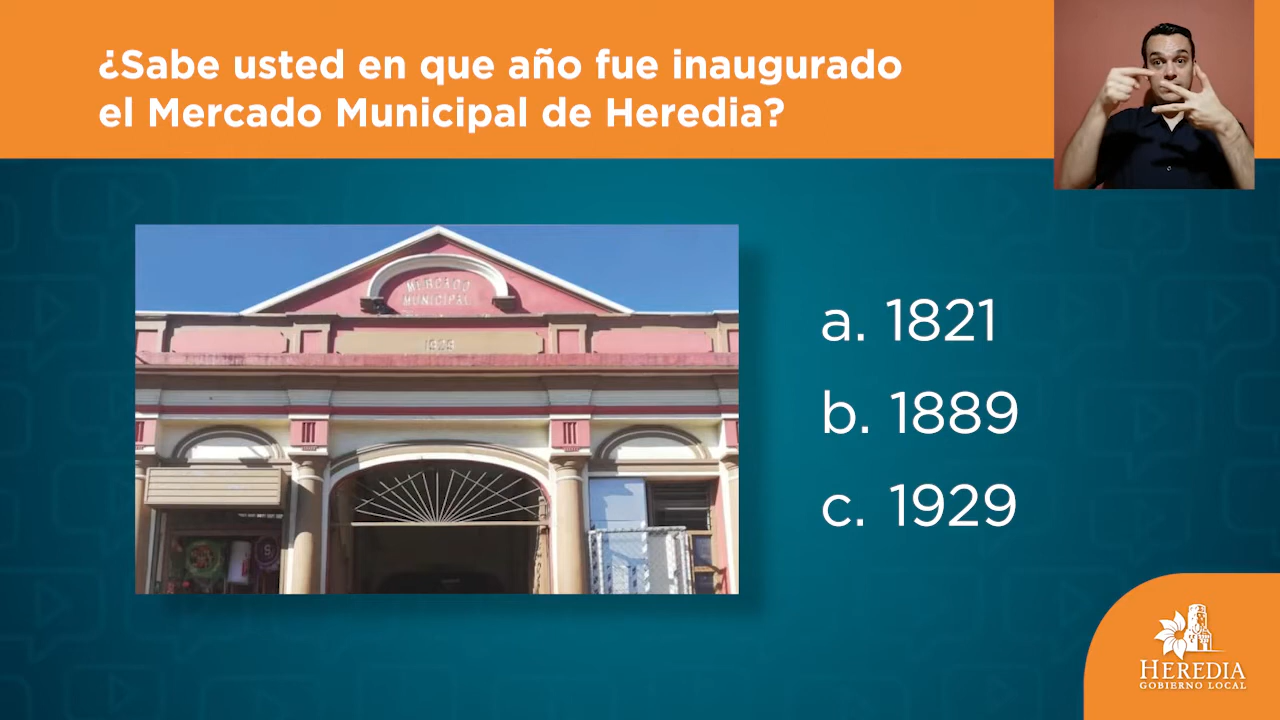 ¿Sabe usted en que año fue inaugurado
el Mercado Municipal de Heredia?
MERCADO
MUNICIPAL
1929
a. 1821
b. 1889
c. 1929
HEREDIA
GOBIERNO LOCAL